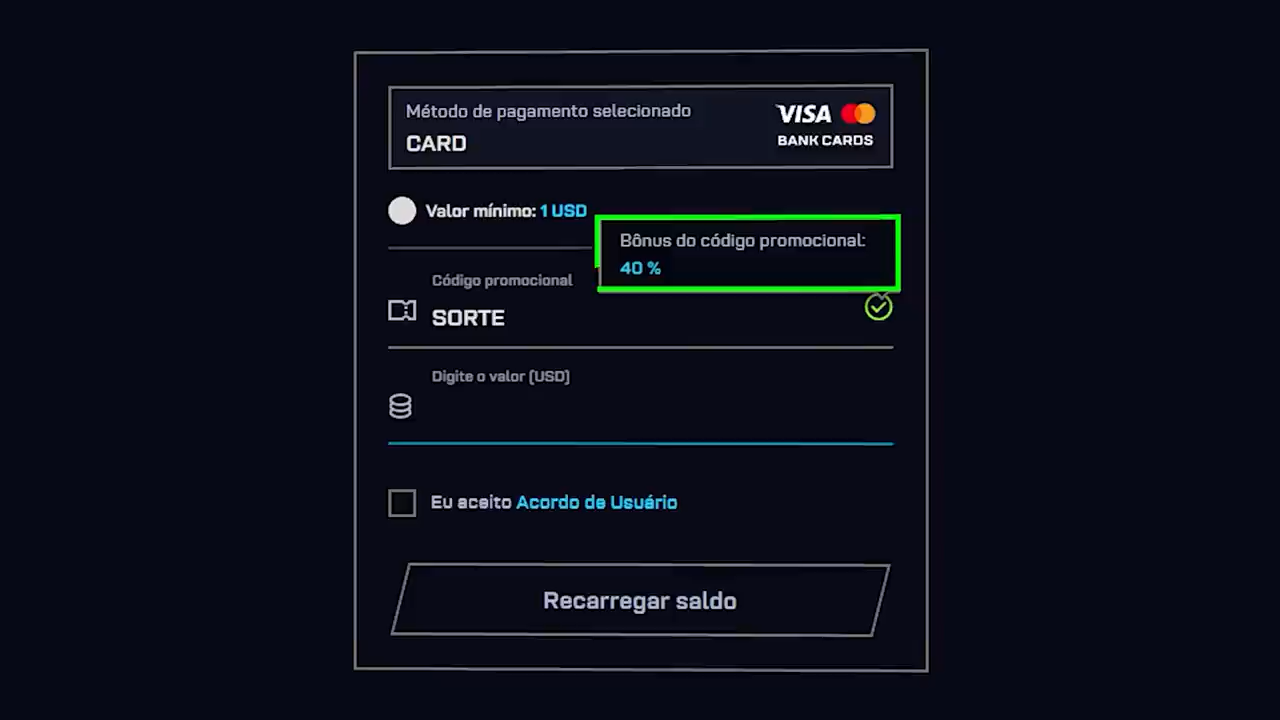 Método de pagamento selecionado
CARD
VISA
BANK CARDS
Valor mínimo: 1 USD
Bônus do código promocional:
40 %
Código promocional
SORTE
Digite o valor (USD)
Eu aceito Acordo de Usuário
Recarregar saldo